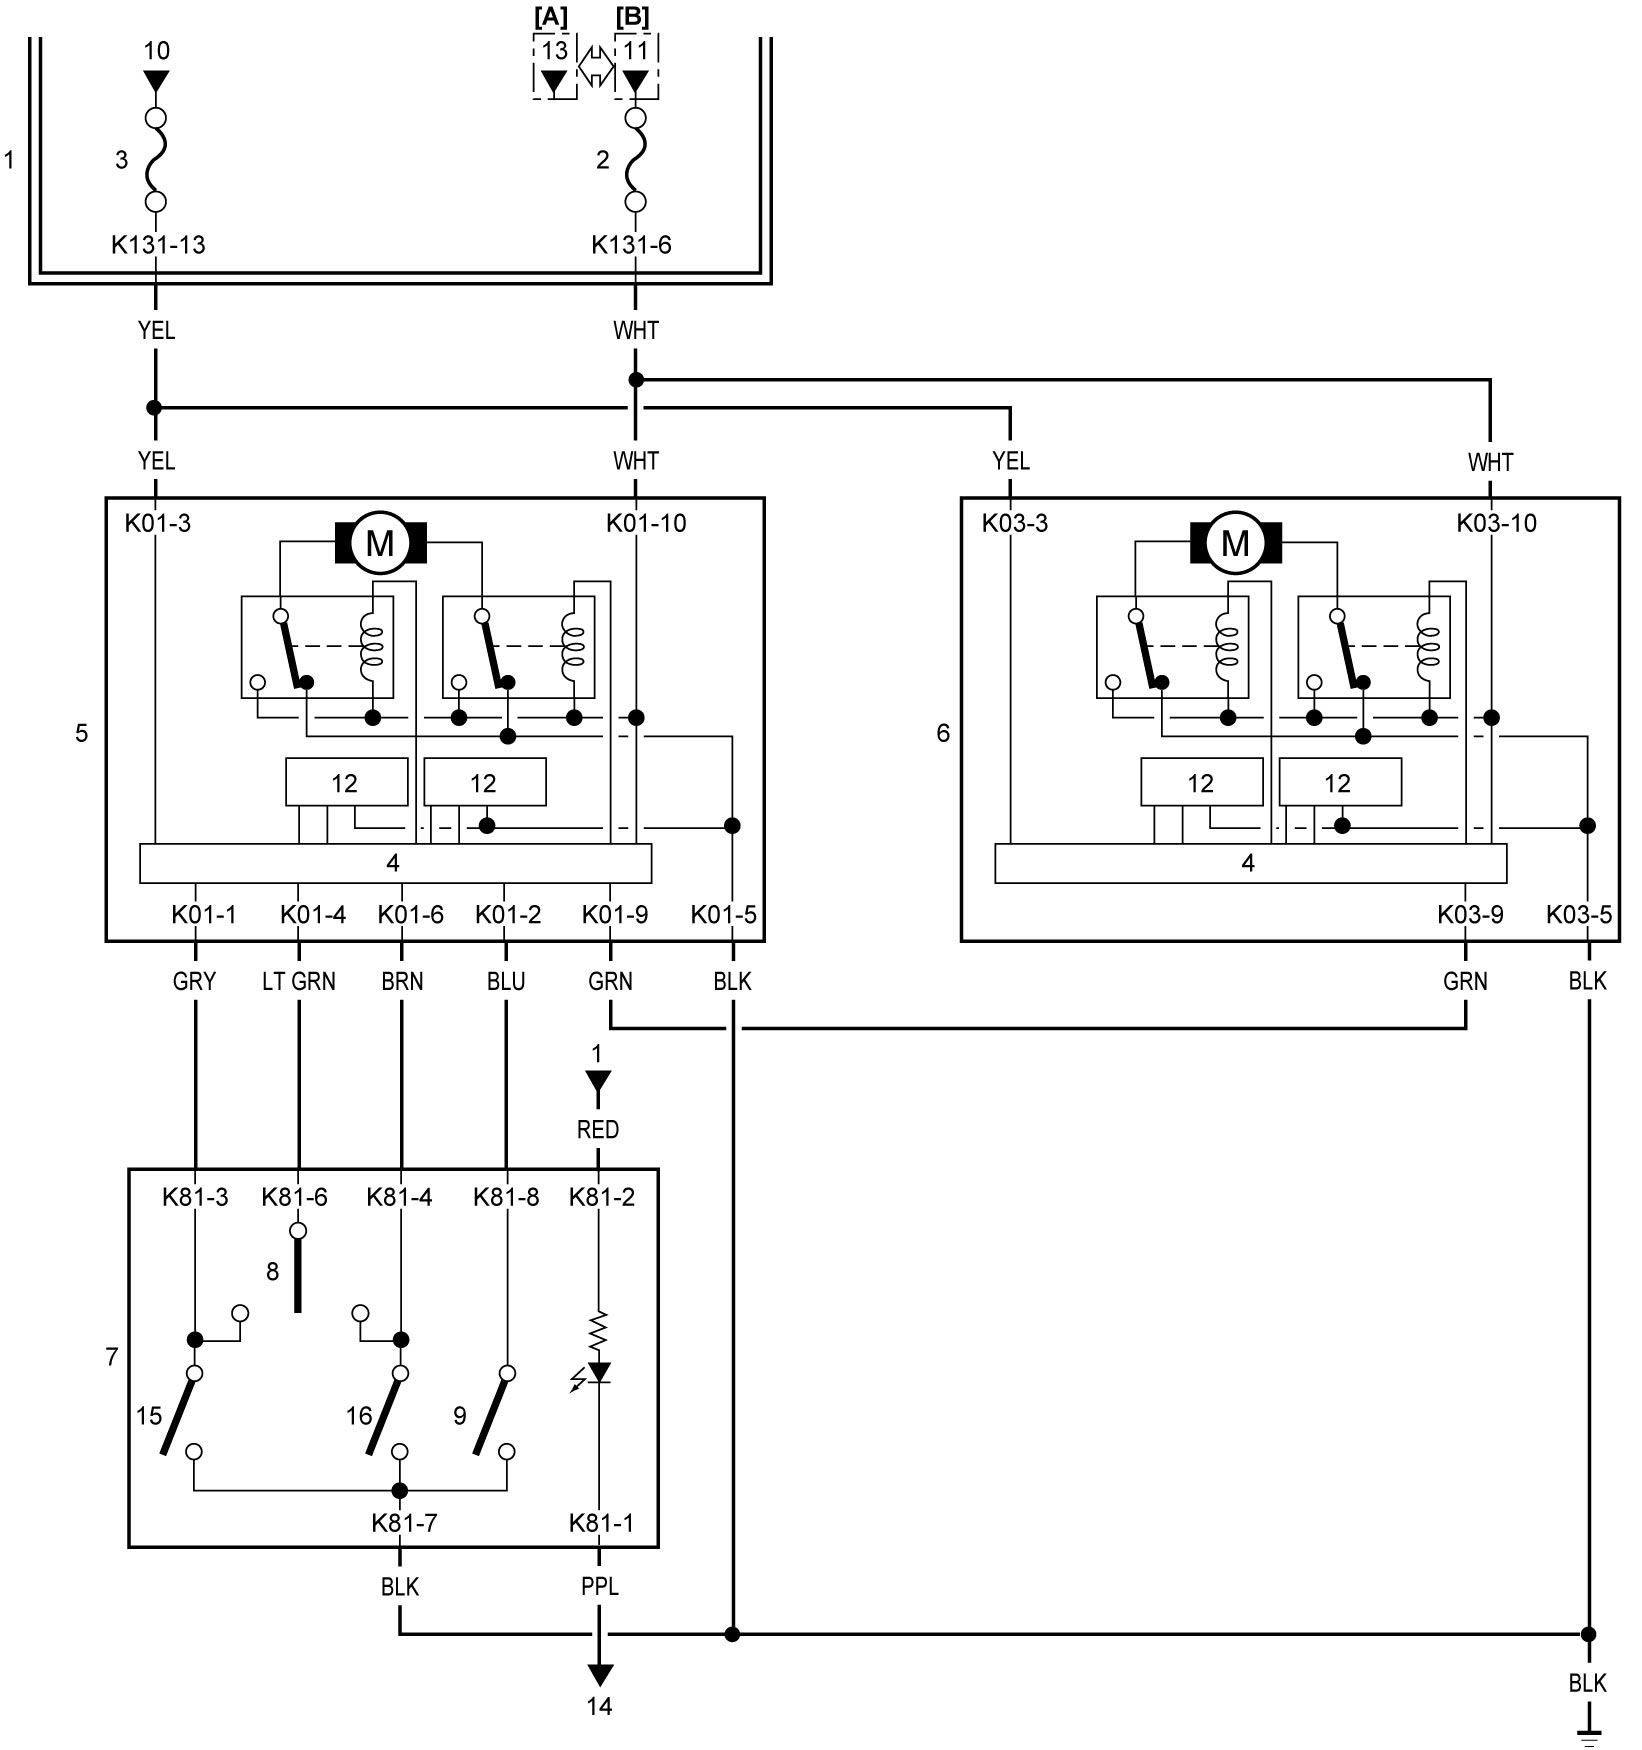 [A] [B]
10 13 11
1 3 2
K131-13 K131-6
YEL WHT
YEL WHT YEL WHT
K01-3 K01-10 K03-3 K03-10
M M
5 6
12 12 12 12
4 4
K01-1 K01-4 K01-6 K01-2 K01-9 K01-5 K03-9 K03-5
GRY LT GRN BRN BLU GRN BLK GRN BLK
1
RED
K81-3 K81-6 K81-4 K81-8 K81-2
8
7
15 16 9
K81-7 K81-1
BLK PPL
BLK
14